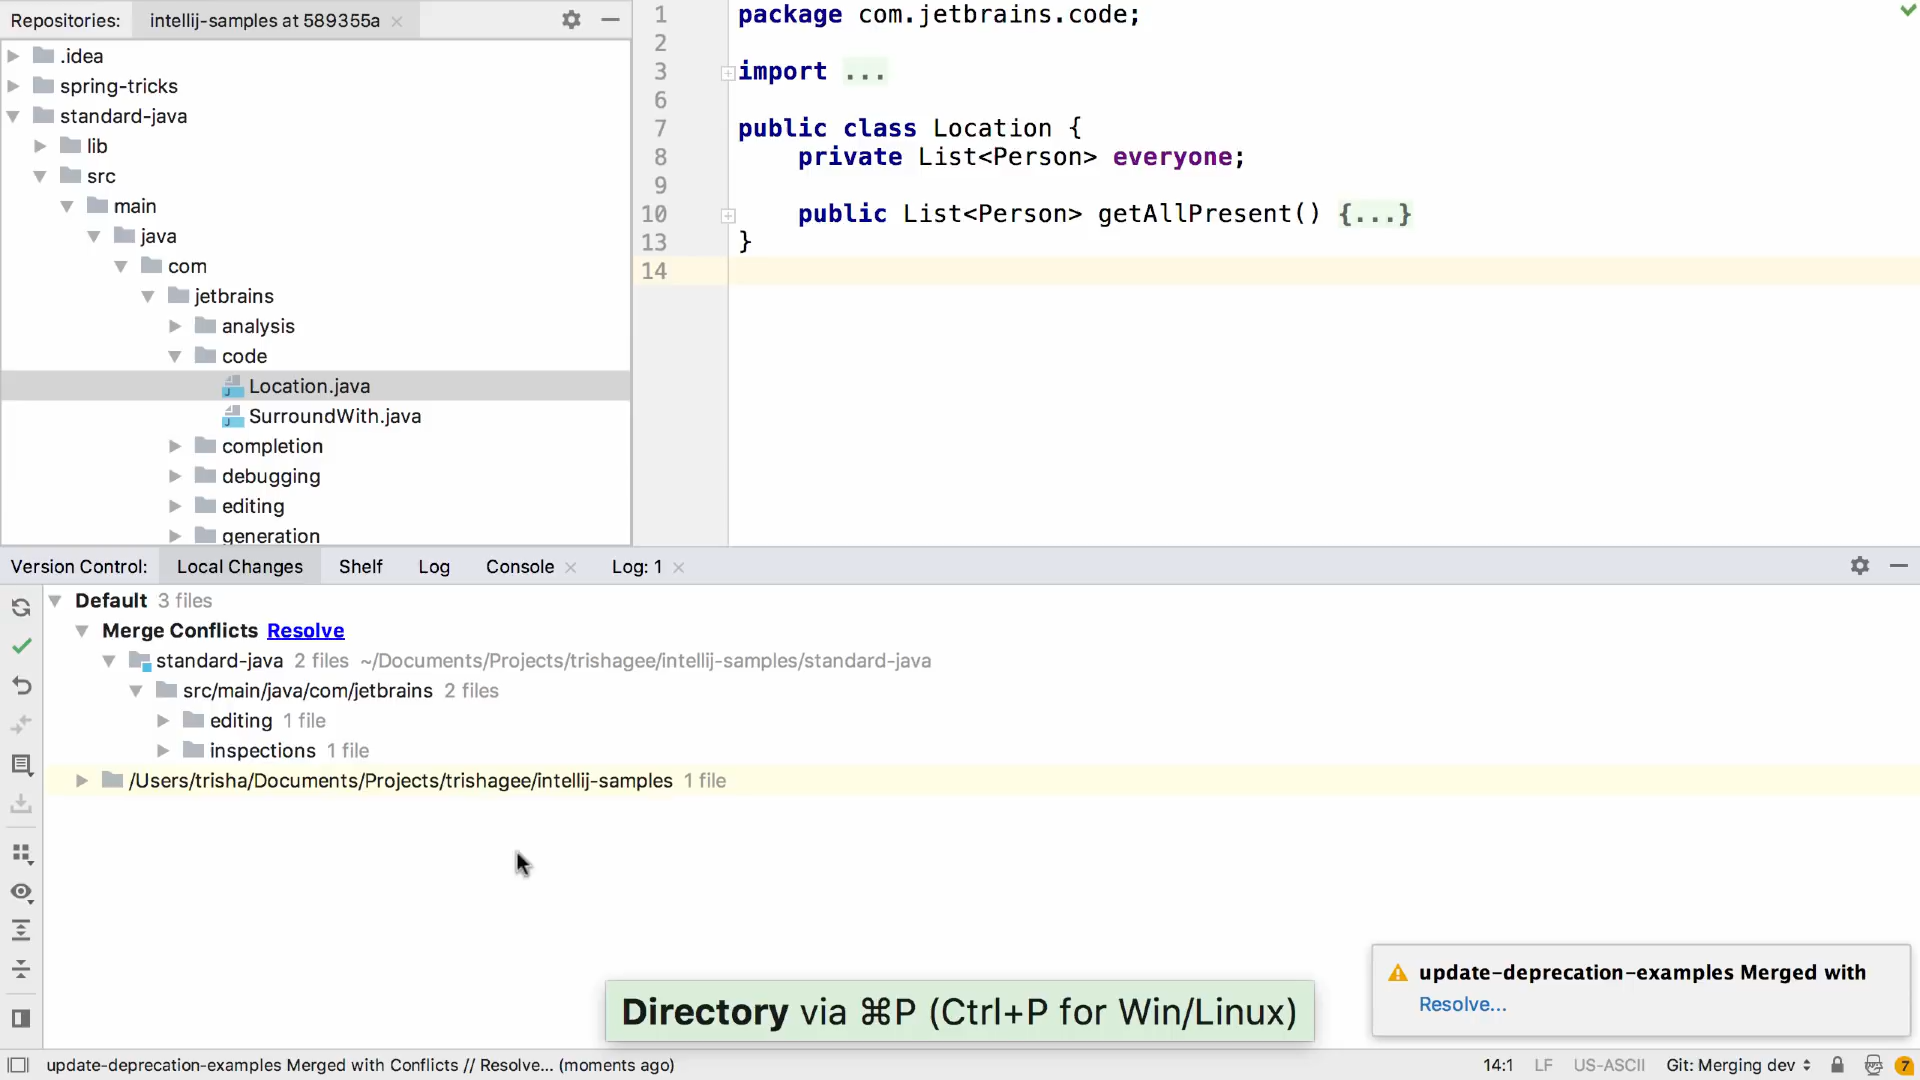 Repositories: intellij-samples at 589355a
.idea
spring-tricks
standard-java
lib
src
main
java
com
jetbrains
analysis
code
Location.java
SurroundWith.java
completion
debugging
editing
generation
1 package com.jetbrains.code;
2
3 import ...
6
7 public class Location {
8 private List<Person> everyone;
9
10 public List<Person> getAllPresent() {...}
13 }
14
Version Control: Local Changes Shelf Log Console Log: 1
Default 3 files
Merge Conflicts Resolve
standard-java 2 files ~/Documents/Projects/trishagee/intellij-samples/standard-java
src/main/java/com/jetbrains 2 files
editing 1 file
inspections 1 file
/Users/trisha/Documents/Projects/trishagee/intellij-samples 1 file
Directory via ⌘P (Ctrl+P for Win/Linux)
update-deprecation-examples Merged with
Resolve...
update-deprecation-examples Merged with Conflicts // Resolve... (moments ago) 14:1 LF US-ASCII Git: Merging dev 7